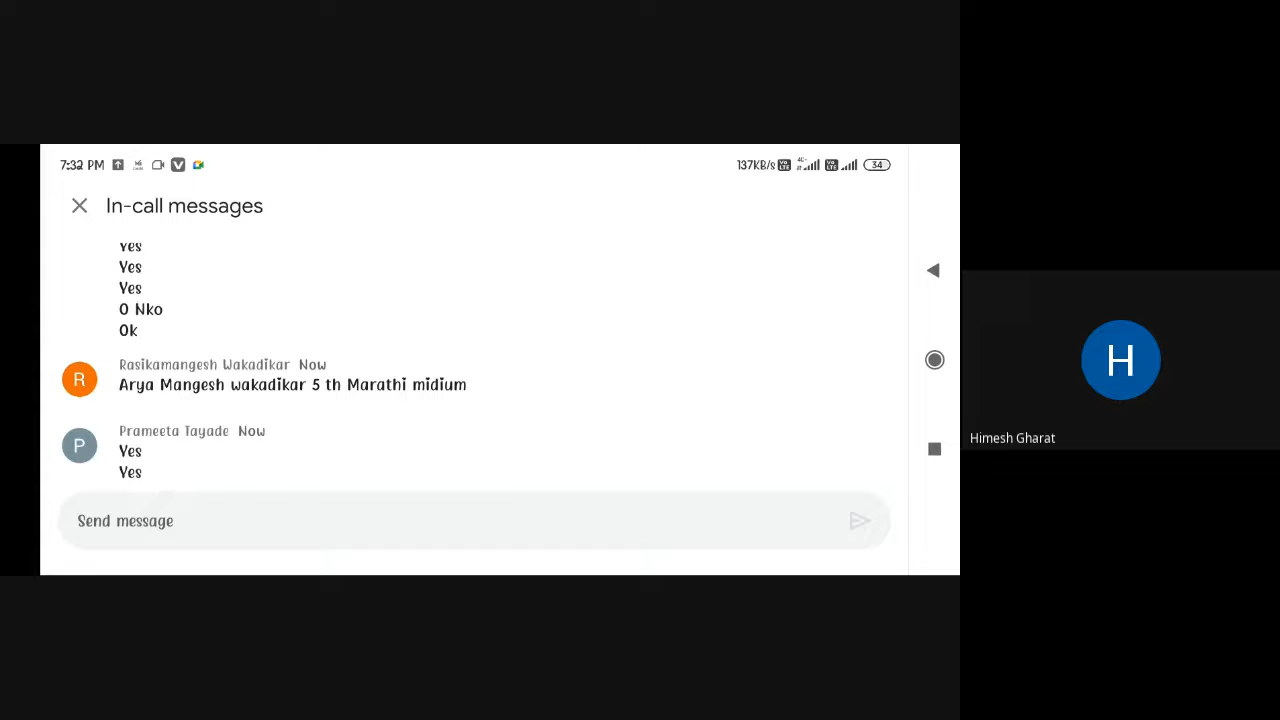 7:32 PM
137KB/s 34
In-call messages
Yes
Yes
Yes
O Nko
Ok
R
Rasikamangesh Wakadikar Now
Arya Mangesh wakadikar 5 th Marathi midium
P
Prameeta Tayade Now
Yes
Yes
Send message
H
Himesh Gharat